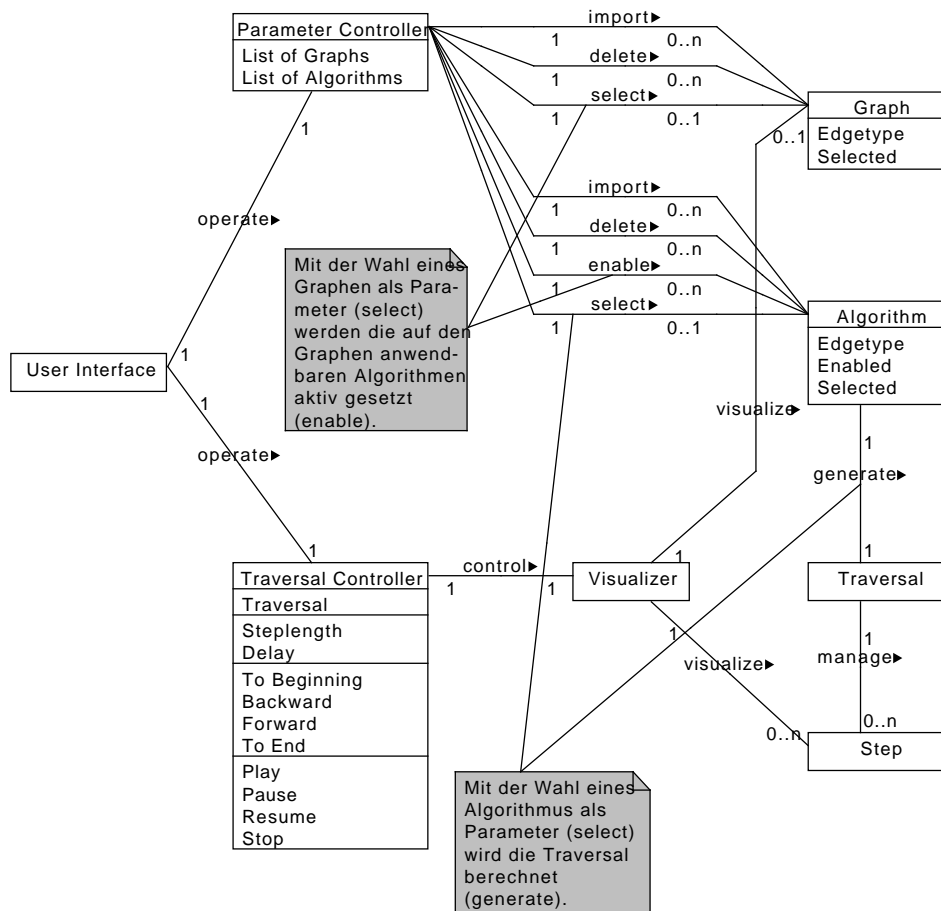 Parameter Controller
List of Graphs
List of Algorithms
import▶
1 0..n
delete▶
1 0..n
select▶
1 0..1
Graph
Edgetype
Selected
0..1
1
operate▶
import▶
1 0..n
delete▶
1 0..n
enable▶
1 0..n
select▶
1 0..1
Mit der Wahl eines
Graphen als Para-
meter (select)
werden die auf den
Graphen anwend-
baren Algorithmen
aktiv gesetzt
(enable).
Algorithm
Edgetype
Enabled
Selected
User Interface
1
1
operate▶
1
visualize▶
1
generate▶
1
Traversal Controller
Traversal
Steplength
Delay
To Beginning
Backward
Forward
To End
Play
Pause
Resume
Stop
control▶
1 1
Visualizer
1
1
visualize▶
0..n
Traversal
1
manage▶
0..n
Step
Mit der Wahl eines
Algorithmus als
Parameter (select)
wird die Traversal
berechnet
(generate).